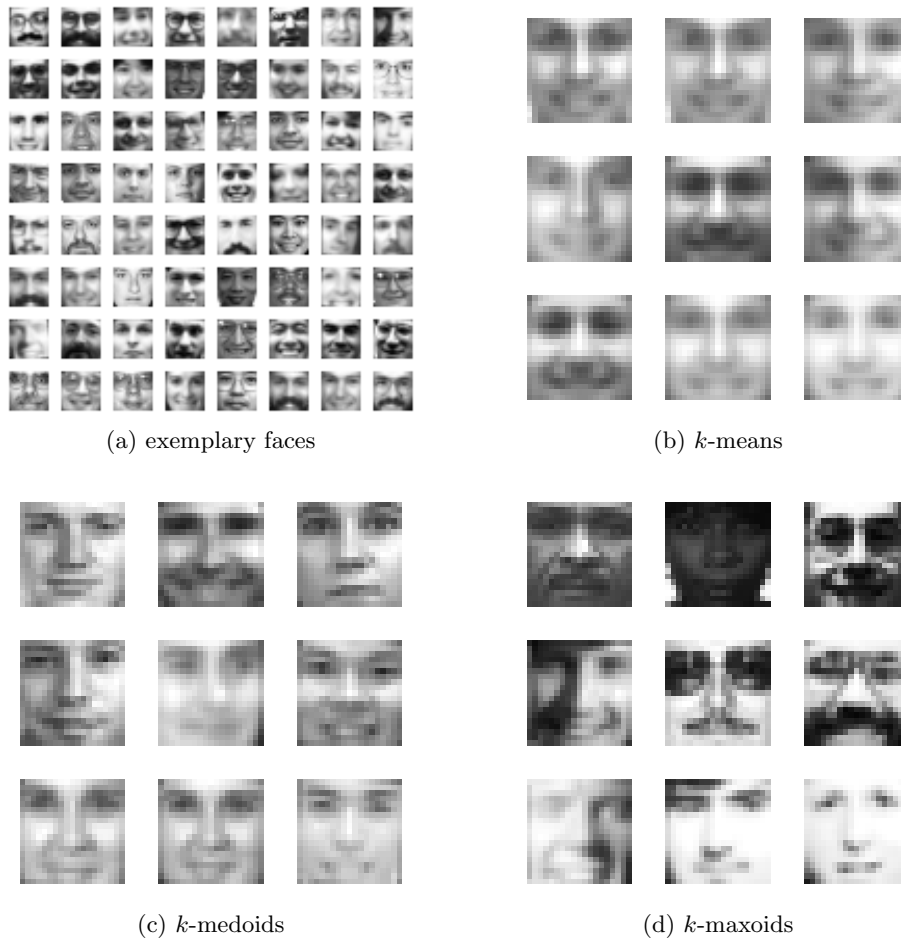 (a) exemplary faces
(b) k-means
(c) k-medoids
(d) k-maxoids